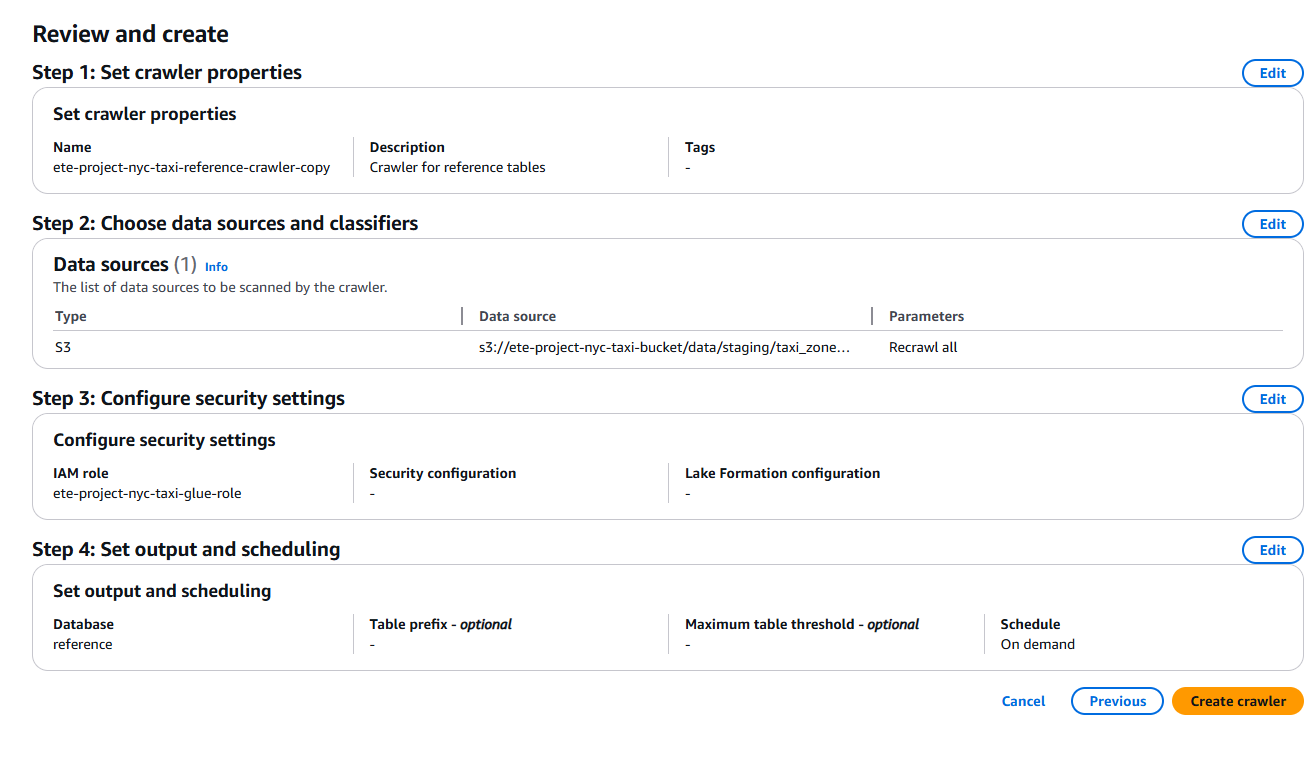 Review and create
Step 1: Set crawler properties
Edit
Set crawler properties
Name
ete-project-nyc-taxi-reference-crawler-copy
Description
Crawler for reference tables
Tags
-
Step 2: Choose data sources and classifiers
Edit
Data sources (1) Info
The list of data sources to be scanned by the crawler.
Type Data source Parameters
S3 s3://ete-project-nyc-taxi-bucket/data/staging/taxi_zone... Recrawl all
Step 3: Configure security settings
Edit
Configure security settings
IAM role
ete-project-nyc-taxi-glue-role
Security configuration
-
Lake Formation configuration
-
Step 4: Set output and scheduling
Edit
Set output and scheduling
Database
reference
Table prefix - optional
-
Maximum table threshold - optional
-
Schedule
On demand
Cancel Previous Create crawler